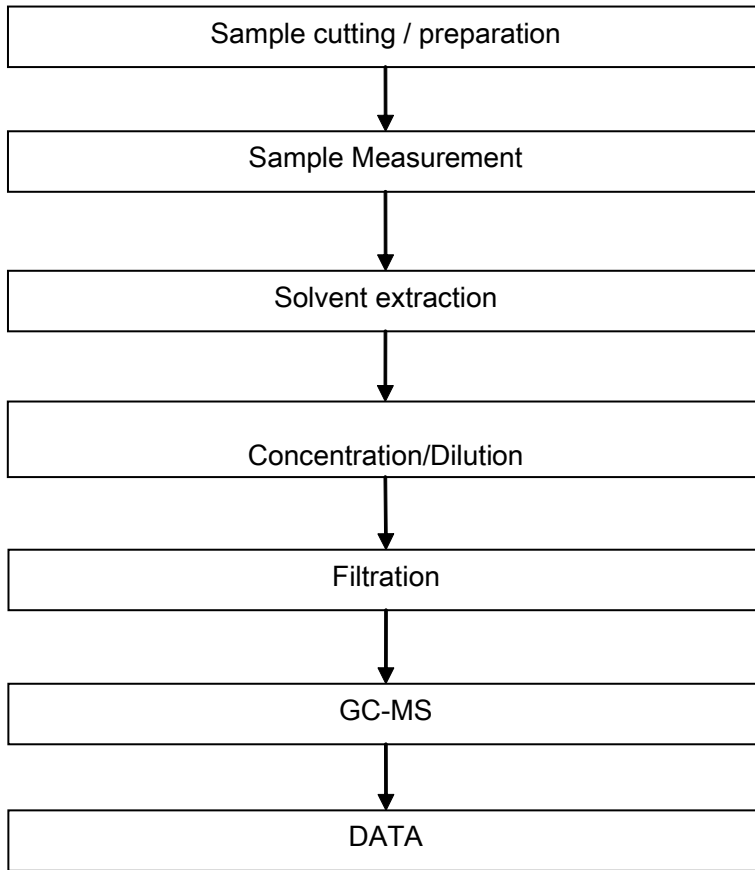 Sample cutting / preparation
Sample Measurement
Solvent extraction
Concentration/Dilution
Filtration
GC-MS
DATA